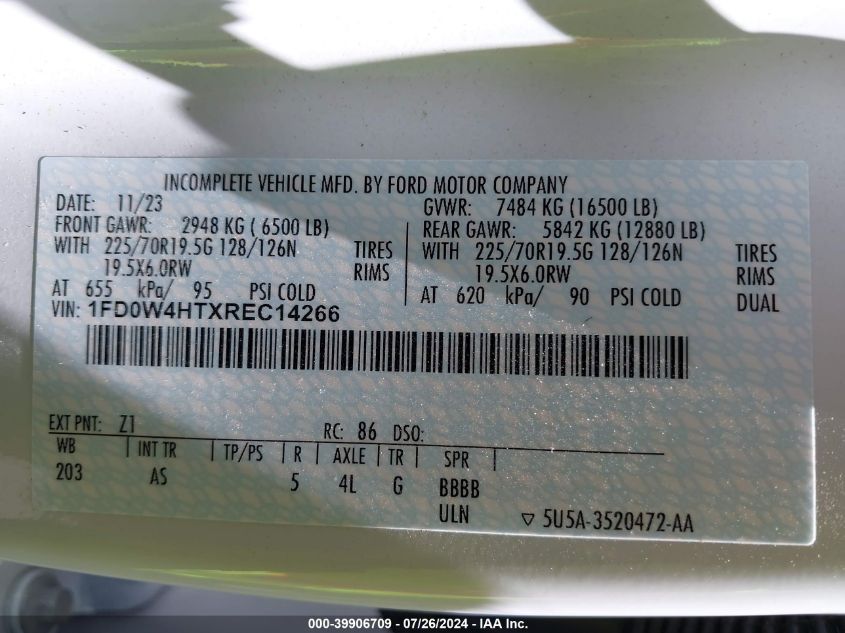 INCOMPLETE VEHICLE MFD. BY FORD MOTOR COMPANY
DATE: 11/23 GVWR: 7484 KG (16500 LB)
FRONT GAWR: 2948 KG ( 6500 LB) REAR GAWR: 5842 KG (12880 LB)
WITH 225/70R19.5G 128/126N TIRES WITH 225/70R19.5G 128/126N TIRES
19.5X6.0RW RIMS 19.5X6.0RW RIMS
AT 655 kPa/ 95 PSI COLD AT 620 kPa/ 90 PSI COLD DUAL
VIN: 1FD0W4HTXREC14266
EXT PNT: Z1 RC: 86 DSO:
WB INT TR TP/PS R AXLE TR SPR
203 AS 5 4L G BBBB
ULN ▽ 5U5A-3520472-AA
000-39906709 - 07/26/2024 - IAA Inc.